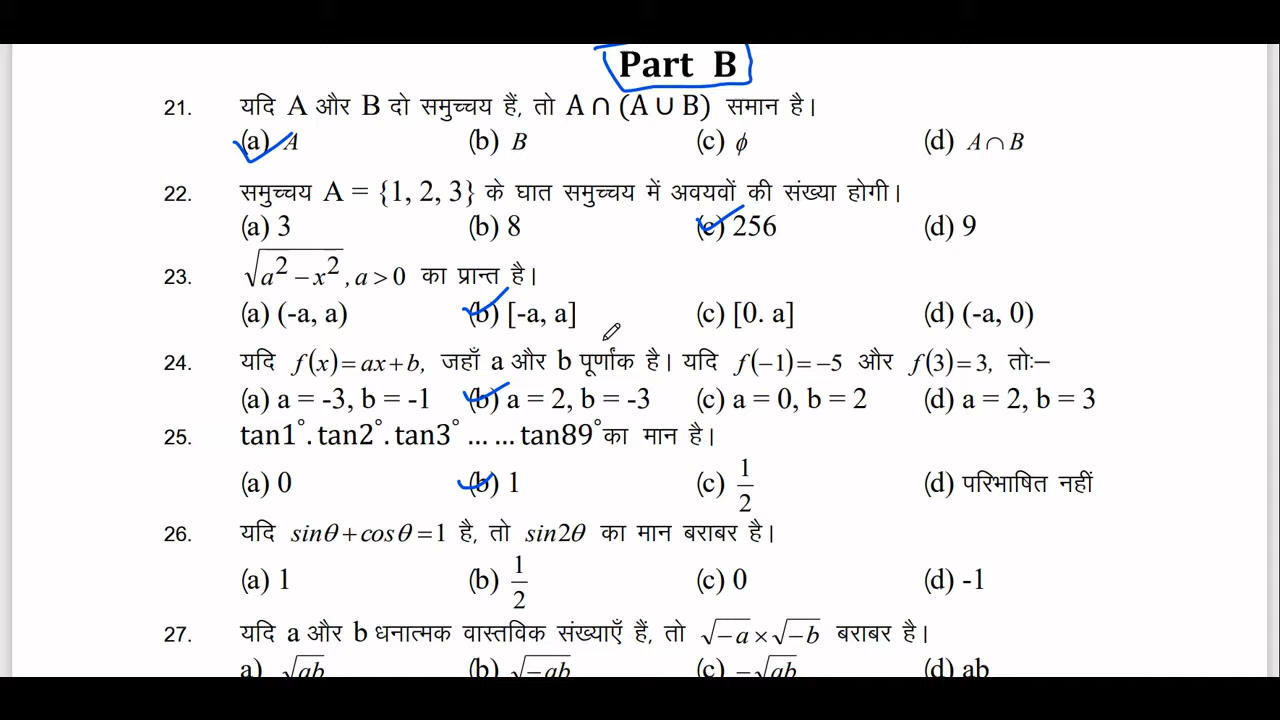 Part B
21. यदि A और B दो समुच्चय हैं, तो A ∩ (A ∪ B) समान है।
(a) A (b) B (c) ϕ (d) A ∩ B
22. समुच्चय A = {1, 2, 3} के घात समुच्चय में अवयवों की संख्या होगी।
(a) 3 (b) 8 (c) 256 (d) 9
23. √(a² − x²), a > 0 का प्रान्त है।
(a) (-a, a) (b) [-a, a] (c) [0. a] (d) (-a, 0)
24. यदि f(x) = ax + b, जहाँ a और b पूर्णांक है। यदि f(−1) = −5 और f(3) = 3, तोः−
(a) a = -3, b = -1 (b) a = 2, b = -3 (c) a = 0, b = 2 (d) a = 2, b = 3
25. tan1°. tan2°. tan3° … … tan89° का मान है।
(a) 0 (b) 1 (c) 1/2 (d) परिभाषित नहीं
26. यदि sinθ + cosθ = 1 है, तो sin2θ का मान बराबर है।
(a) 1 (b) 1/2 (c) 0 (d) -1
27. यदि a और b धनात्मक वास्तविक संख्याएँ हैं, तो √−a × √−b बराबर है।
a) √ab (b) √−ab (c) −√ab (d) ab